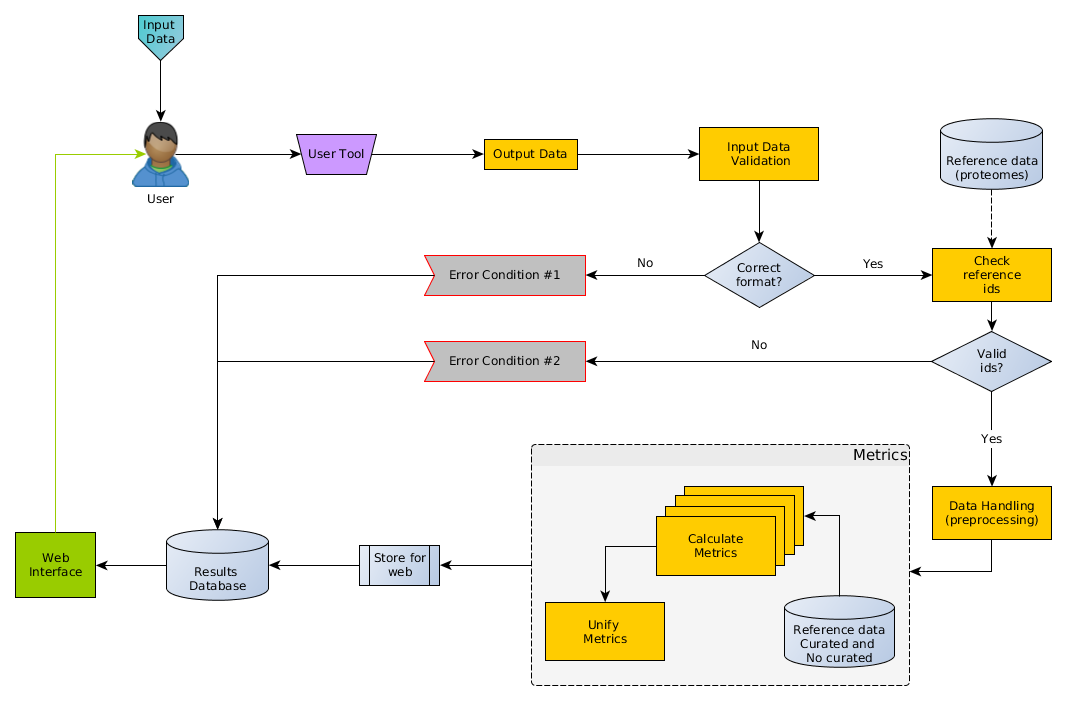 Input
Data
User
User Tool
Output Data
Input Data
Validation
Reference data
(proteomes)
Correct
format?
No
Yes
Error Condition #1
Check
reference
ids
Valid
ids?
No
Error Condition #2
Yes
Data Handling
(preprocessing)
Metrics
Calculate
Metrics
Reference data
Curated and
No curated
Unify
Metrics
Store for
web
Results
Database
Web
Interface